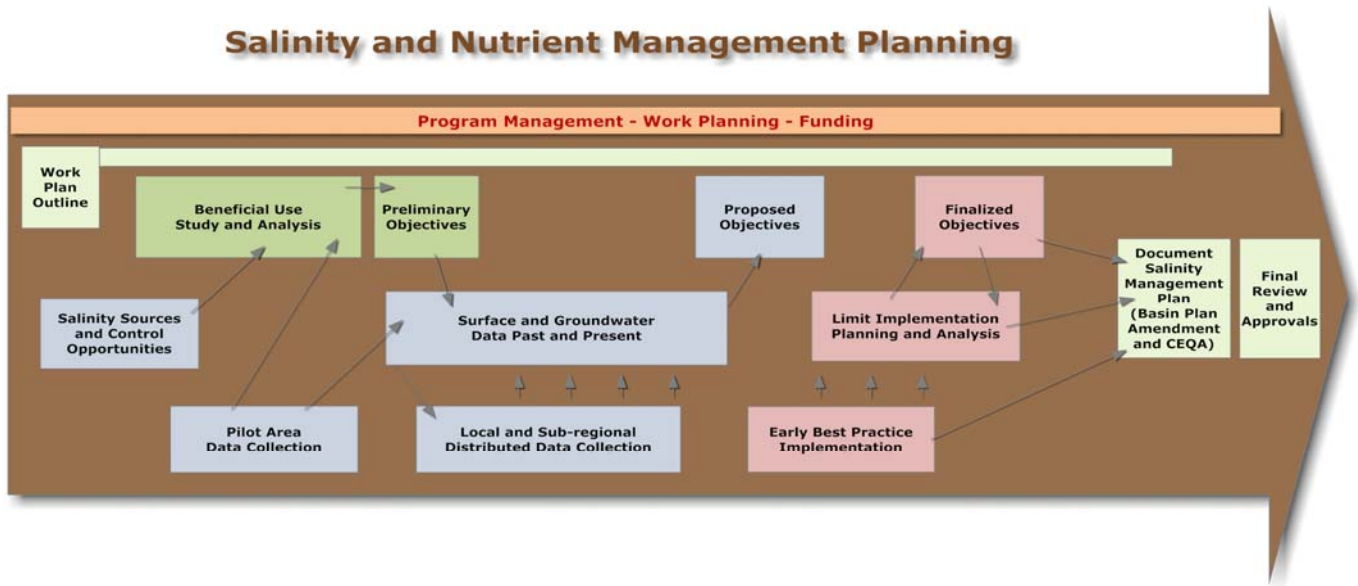 Salinity and Nutrient Management Planning
Program Management - Work Planning - Funding
Work
Plan
Outline
Beneficial Use
Study and Analysis
Preliminary
Objectives
Proposed
Objectives
Finalized
Objectives
Document
Salinity
Management
Plan
(Basin Plan
Amendment
and CEQA)
Final
Review
and
Approvals
Salinity Sources
and Control
Opportunities
Surface and Groundwater
Data Past and Present
Limit Implementation
Planning and Analysis
Pilot Area
Data Collection
Local and Sub-regional
Distributed Data Collection
Early Best Practice
Implementation